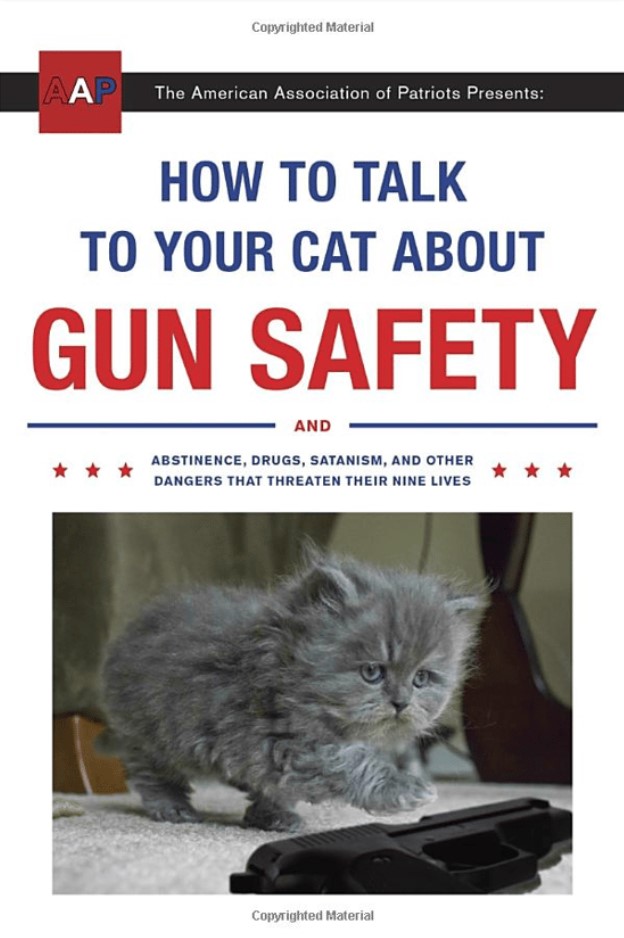 Copyrighted Material
AAP The American Association of Patriots Presents:
HOW TO TALK
TO YOUR CAT ABOUT
GUN SAFETY
AND
ABSTINENCE, DRUGS, SATANISM, AND OTHER
DANGERS THAT THREATEN THEIR NINE LIVES
Copyrighted Material